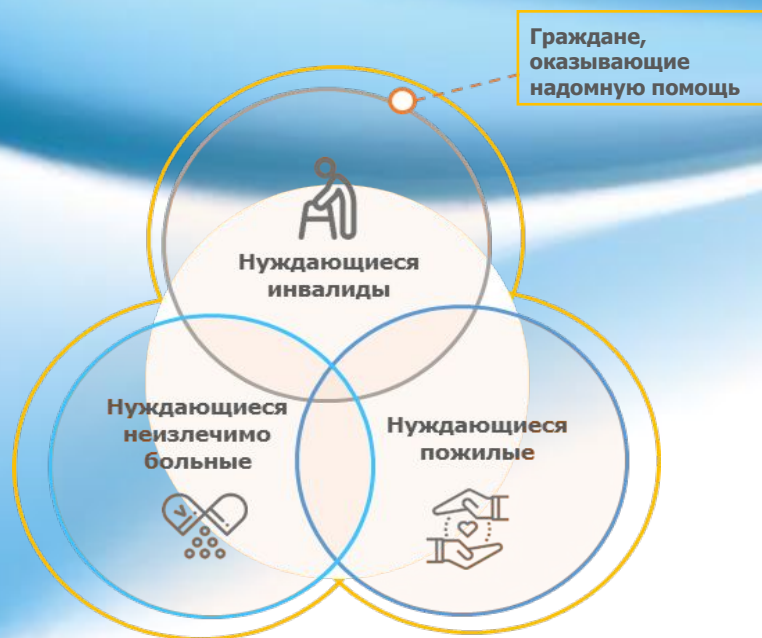 Граждане,
оказывающие
надомную помощь
Нуждающиеся
инвалиды
Нуждающиеся
неизлечимо
больные
Нуждающиеся
пожилые